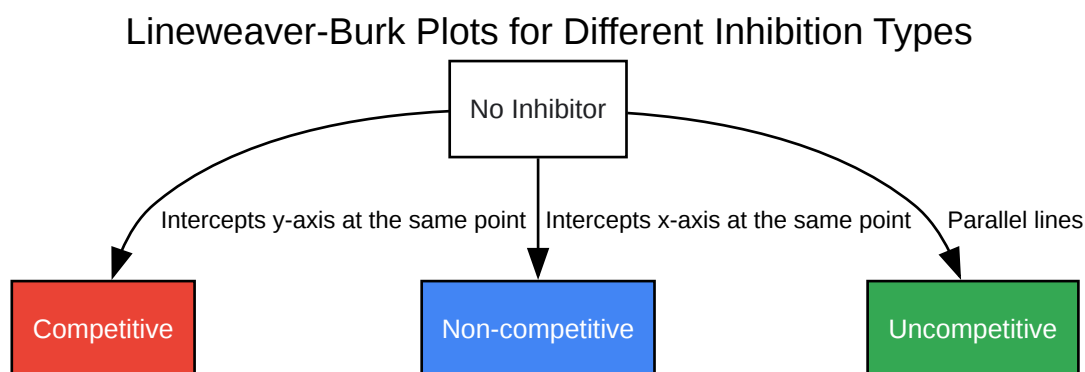 Lineweaver-Burk Plots for Different Inhibition Types
No Inhibitor
Intercepts y-axis at the same point
Intercepts x-axis at the same point
Parallel lines
Competitive
Non-competitive
Uncompetitive